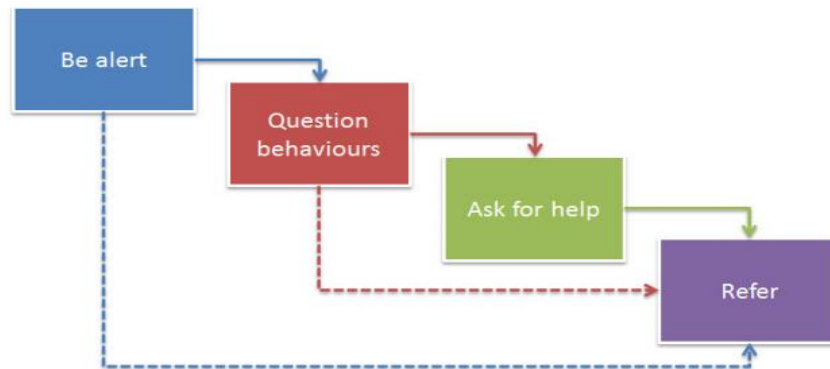 Be alert
Question
behaviours
Ask for help
Refer